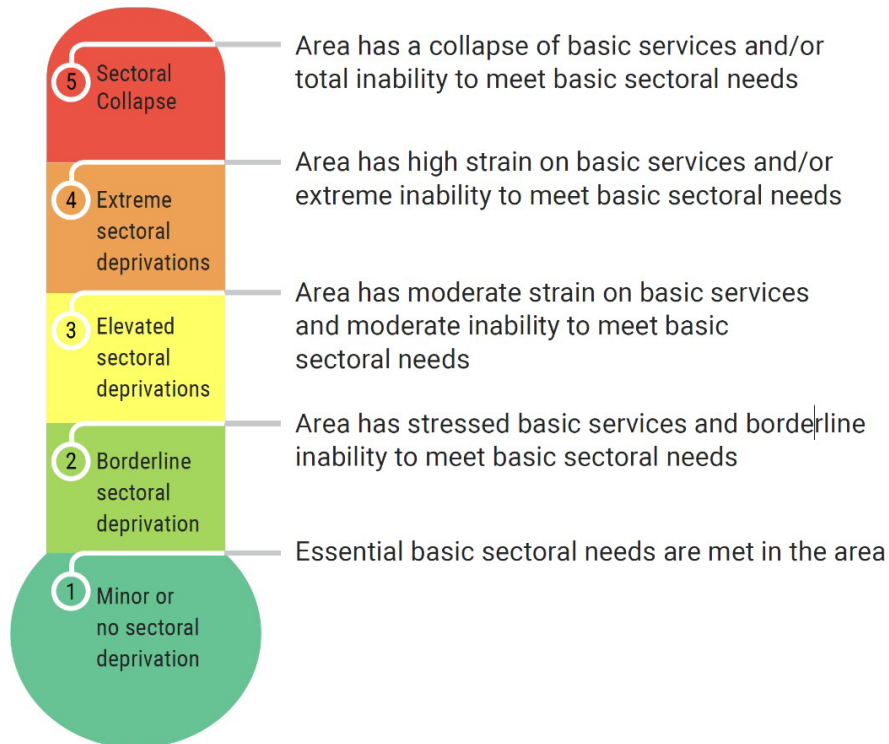 5 Sectoral
Collapse
Area has a collapse of basic services and/or
total inability to meet basic sectoral needs
4 Extreme
sectoral
deprivations
Area has high strain on basic services and/or
extreme inability to meet basic sectoral needs
3 Elevated
sectoral
deprivations
Area has moderate strain on basic services
and moderate inability to meet basic
sectoral needs
2 Borderline
sectoral
deprivation
Area has stressed basic services and borderline
inability to meet basic sectoral needs
1 Minor or
no sectoral
deprivation
Essential basic sectoral needs are met in the area